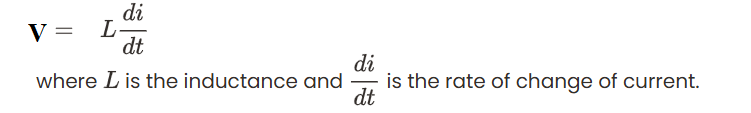 V = L di/dt
where L is the inductance and di/dt is the rate of change of current.